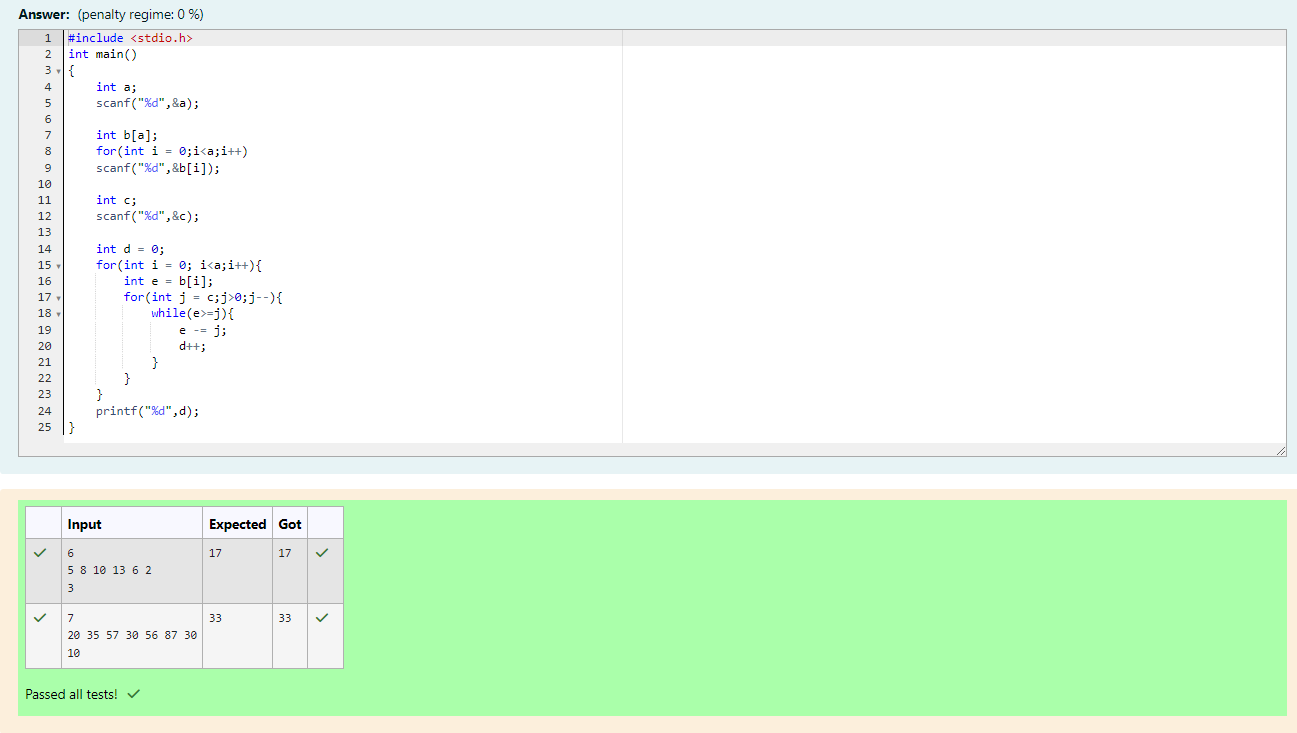 Answer: (penalty regime: 0 %)
1 #include <stdio.h>
2 int main()
3 {
4     int a;
5     scanf("%d",&a);
6
7     int b[a];
8     for(int i = 0;i<a;i++)
9     scanf("%d",&b[i]);
10
11     int c;
12     scanf("%d",&c);
13
14     int d = 0;
15     for(int i = 0; i<a;i++){
16         int e = b[i];
17         for(int j = c;j>0;j--){
18             while(e>=j){
19                 e -= j;
20                 d++;
21             }
22         }
23     }
24     printf("%d",d);
25 }
Input Expected Got
6 17 17
5 8 10 13 6 2
3
7 33 33
20 35 57 30 56 87 30
10
Passed all tests!